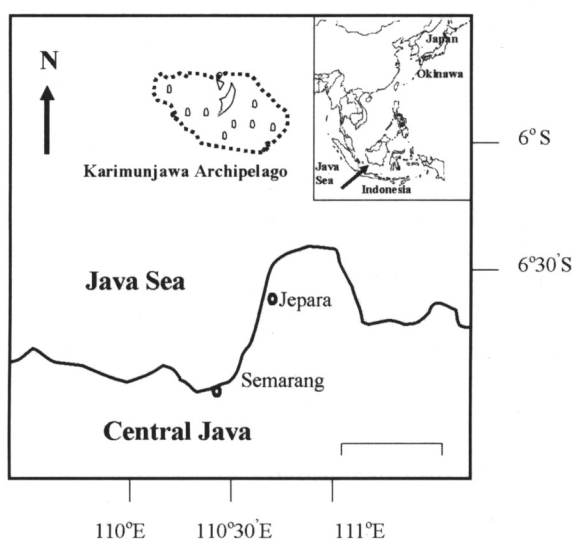 N
Karimunjawa Archipelago
Japan
Okinawa
Java
Sea
Indonesia
6°S
6°30'S
Java Sea
Jepara
Semarang
Central Java
110°E
110°30'E
111°E